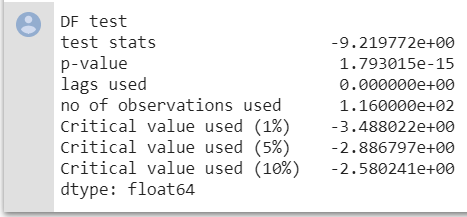 DF test
test stats -9.219772e+00
p-value 1.793015e-15
lags used 0.000000e+00
no of observations used 1.160000e+02
Critical value used (1%) -3.488022e+00
Critical value used (5%) -2.886797e+00
Critical value used (10%) -2.580241e+00
dtype: float64